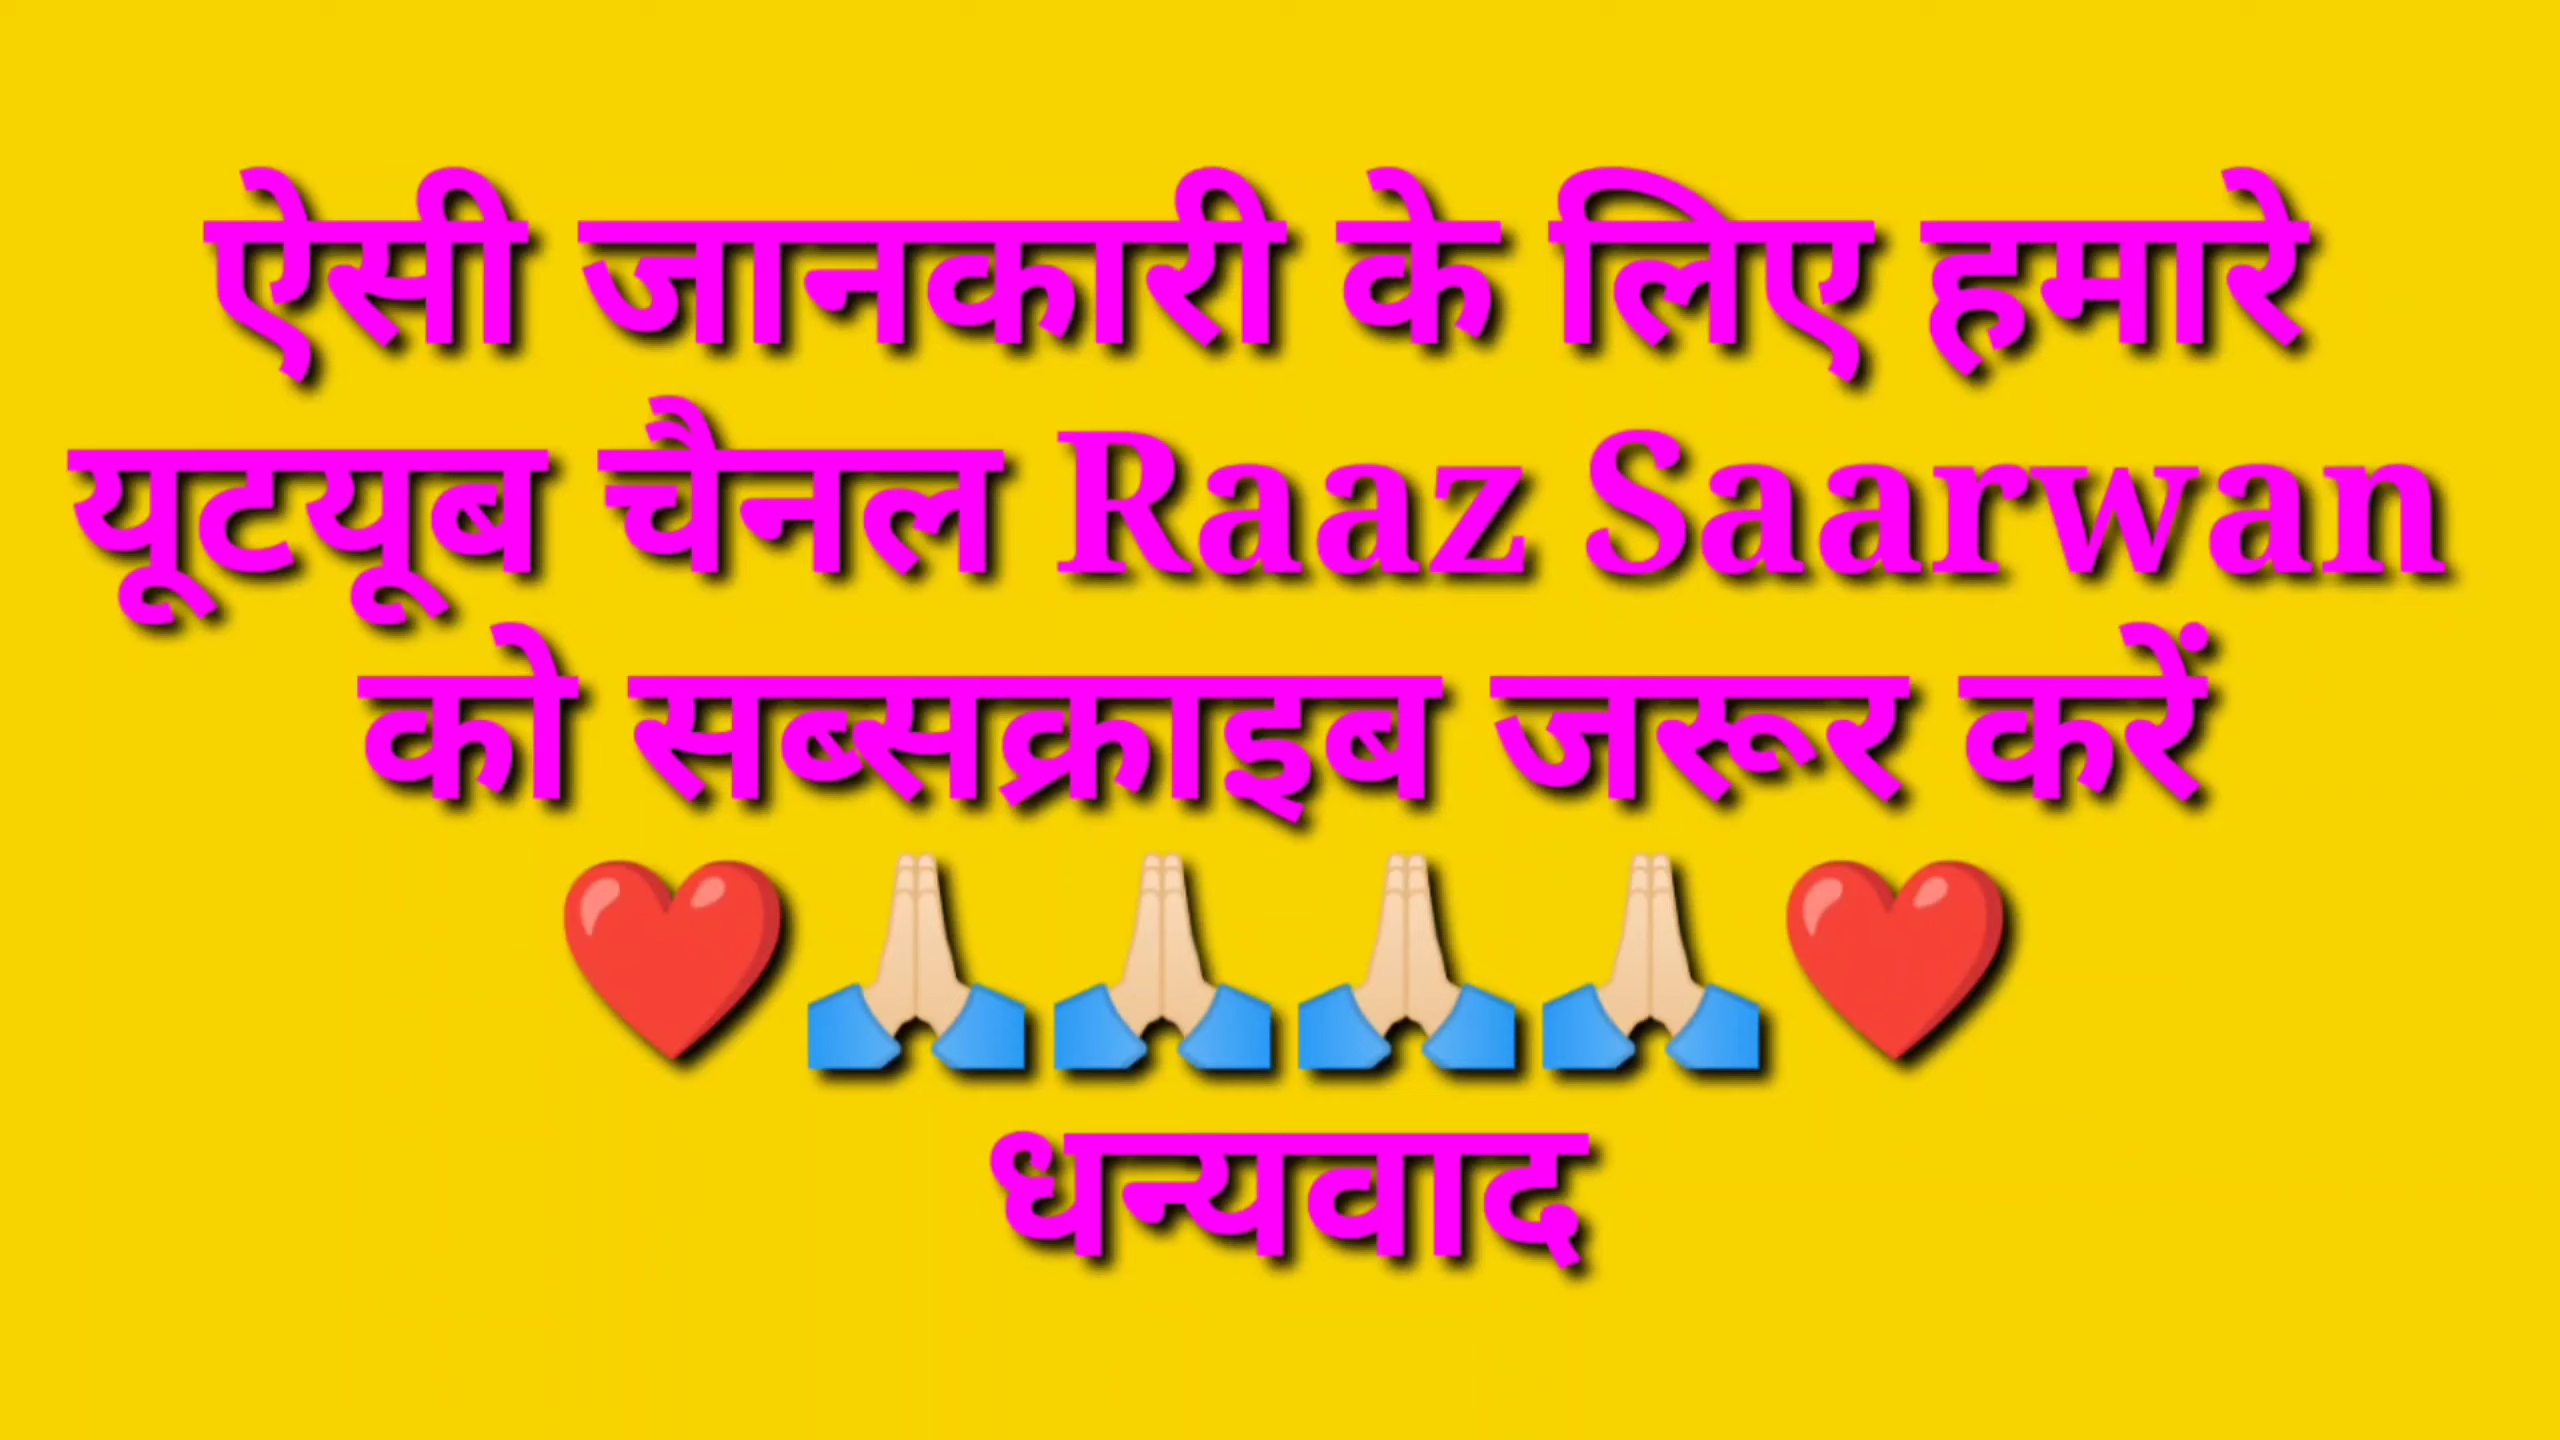 ऐसी जानकारी के लिए हमारे
यूटयूब चैनल Raaz Saarwan
को सब्सक्राइब जरूर करें
❤️🙏🏻🙏🏻🙏🏻🙏🏻❤️
धन्यवाद